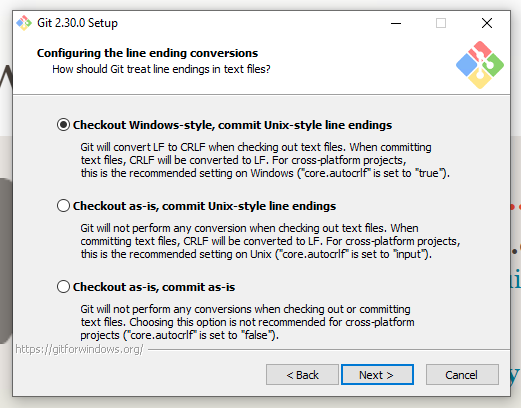 Git 2.30.0 Setup
Configuring the line ending conversions
How should Git treat line endings in text files?
Checkout Windows-style, commit Unix-style line endings
Git will convert LF to CRLF when checking out text files. When committing
text files, CRLF will be converted to LF. For cross-platform projects,
this is the recommended setting on Windows ("core.autocrlf" is set to "true").
Checkout as-is, commit Unix-style line endings
Git will not perform any conversion when checking out text files. When
committing text files, CRLF will be converted to LF. For cross-platform projects,
this is the recommended setting on Unix ("core.autocrlf" is set to "input").
Checkout as-is, commit as-is
Git will not perform any conversions when checking out or committing
text files. Choosing this option is not recommended for cross-platform
projects ("core.autocrlf" is set to "false").
https://gitforwindows.org/
< Back
Next >
Cancel